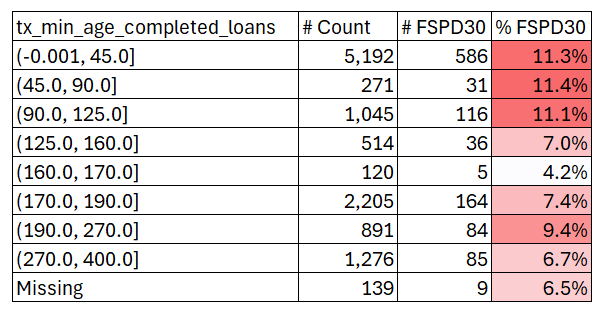 tx_min_age_completed_loans # Count # FSPD30 % FSPD30
(-0.001, 45.0] 5,192 586 11.3%
(45.0, 90.0] 271 31 11.4%
(90.0, 125.0] 1,045 116 11.1%
(125.0, 160.0] 514 36 7.0%
(160.0, 170.0] 120 5 4.2%
(170.0, 190.0] 2,205 164 7.4%
(190.0, 270.0] 891 84 9.4%
(270.0, 400.0] 1,276 85 6.7%
Missing 139 9 6.5%